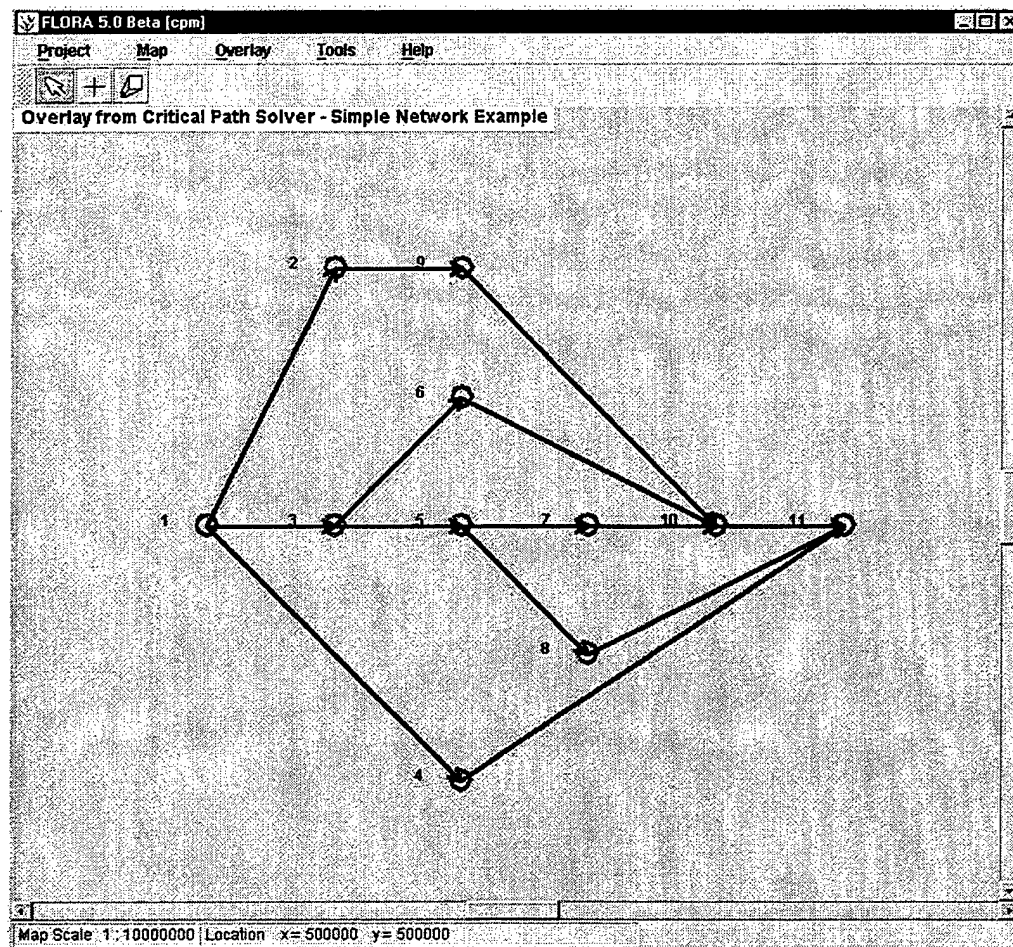 FLORA 5.0 Beta [cpm]
Project Map Overlay Tools Help
Overlay from Critical Path Solver - Simple Network Example
2 9
6
1 3 5 7 10 11
8
4
Map Scale 1 : 10000000 Location x= 500000 y= 500000